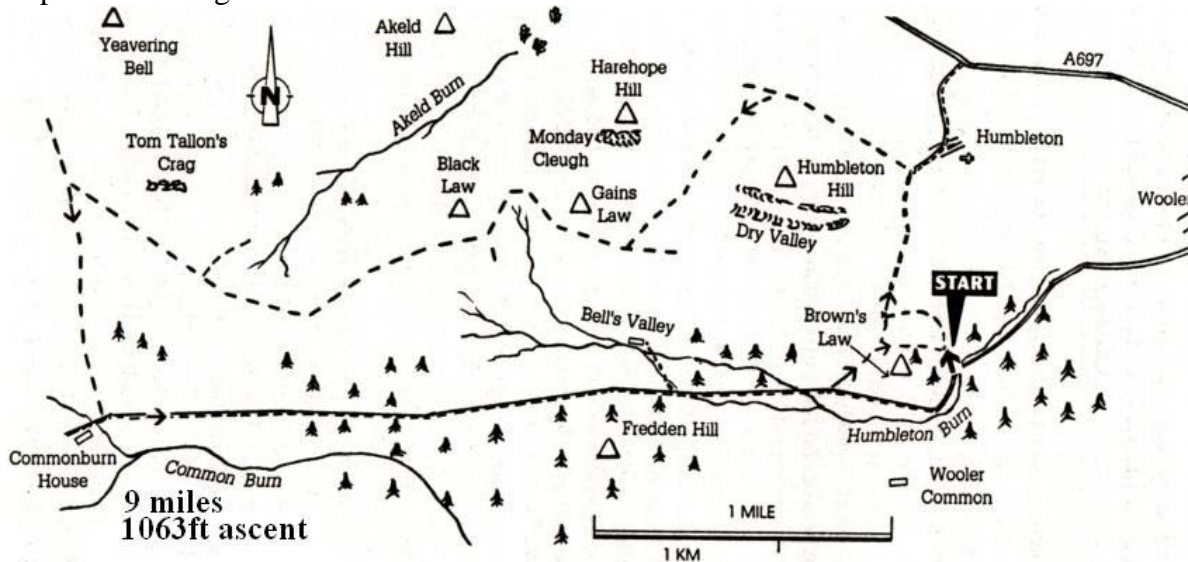 Yeavering
Bell
Akeld
Hill
N
Akeld Burn
Harehope
Hill
A697
Tom Tallon's
Crag
Monday
Cleugh
Humbleton
Black
Law
Gains
Law
Humbleton
Hill
Wooler
Dry Valley
START
Bell's Valley
Brown's
Law
Commonburn
House
Common Burn
Fredden Hill
Humbleton Burn
Wooler
Common
9 miles
1063ft ascent
1 MILE
1 KM